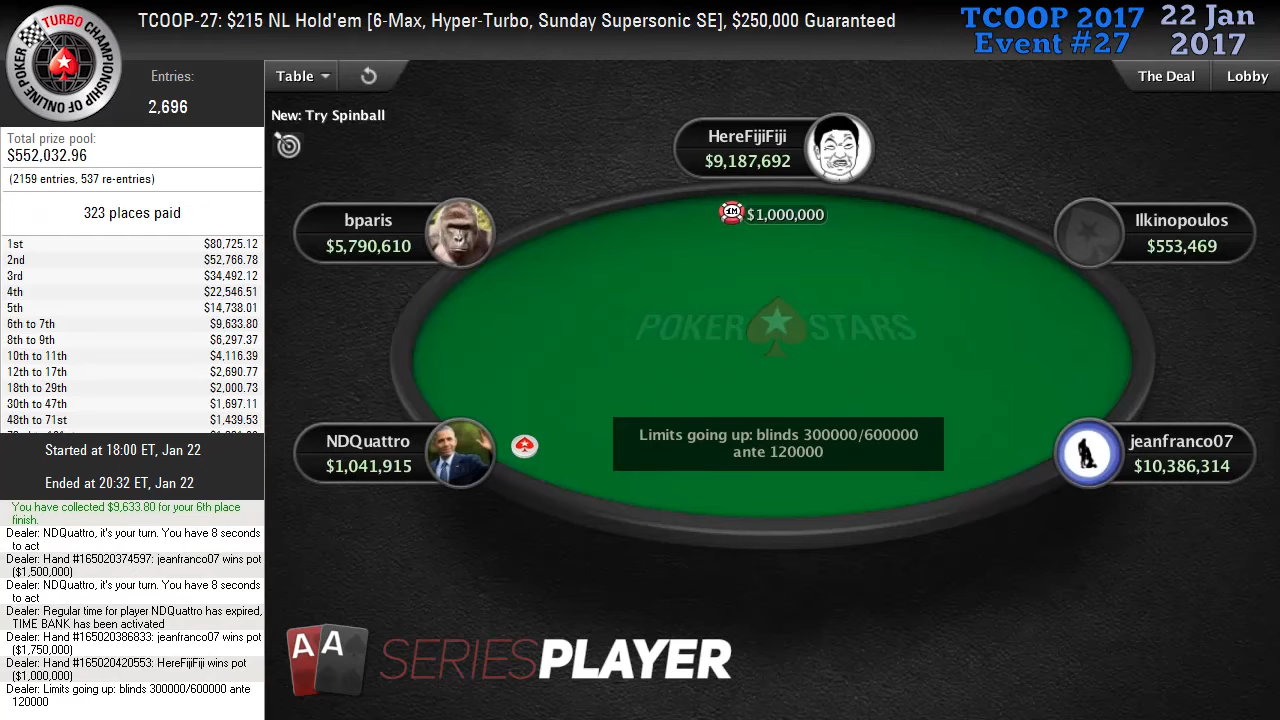 TCOOP-27: $215 NL Hold'em [6-Max, Hyper-Turbo, Sunday Supersonic SE], $250,000 Guaranteed
TCOOP 2017
Event #27
22 Jan
2017
TURBO CHAMPIONSHIP OF ONLINE POKER
Entries:
2,696
Total prize pool:
$552,032.96
(2159 entries, 537 re-entries)
323 places paid
1st $80,725.12
2nd $52,766.78
3rd $34,492.12
4th $22,546.51
5th $14,738.01
6th to 7th $9,633.80
8th to 9th $6,297.37
10th to 11th $4,116.39
12th to 17th $2,690.77
18th to 29th $2,000.73
30th to 47th $1,697.11
48th to 71st $1,439.53
Started at 18:00 ET, Jan 22
Ended at 20:32 ET, Jan 22
You have collected $9,633.80 for your 6th place
finish.
Dealer: NDQuattro, it's your turn. You have 8 seconds
to act
Dealer: Hand #165020374597: jeanfranco07 wins pot
($1,500,000)
Dealer: NDQuattro, it's your turn. You have 8 seconds
to act
Dealer: Regular time for player NDQuattro has expired,
TIME BANK has been activated
Dealer: Hand #165020386833: jeanfranco07 wins pot
($1,750,000)
Dealer: Hand #165020420553: HereFijiFiji wins pot
($1,000,000)
Dealer: Limits going up: blinds 300000/600000 ante
120000
Table
The Deal
Lobby
New: Try Spinball
HereFijiFiji
$9,187,692
bparis
$5,790,610
Ilkinopoulos
$553,469
1M
$1,000,000
POKER STARS
NDQuattro
$1,041,915
jeanfranco07
$10,386,314
Limits going up: blinds 300000/600000
ante 120000
A A SERIESPLAYER